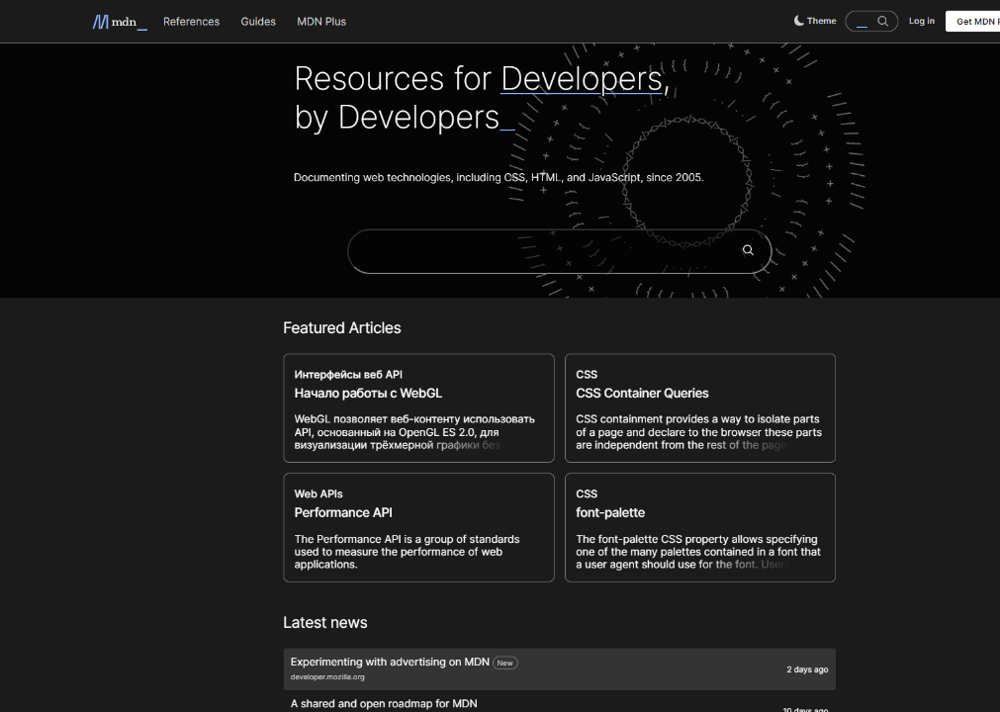 mdn_
References
Guides
MDN Plus
Theme
Log in
Get MDN
Resources for Developers,
by Developers_
Documenting web technologies, including CSS, HTML, and JavaScript, since 2005.
Featured Articles
Интерфейсы веб API
Начало работы с WebGL
WebGL позволяет веб-контенту использовать
API, основанный на OpenGL ES 2.0, для
визуализации трёхмерной графики без
CSS
CSS Container Queries
CSS containment provides a way to isolate parts
of a page and declare to the browser these parts
are independent from the rest of the page
Web APIs
Performance API
The Performance API is a group of standards
used to measure the performance of web
applications.
CSS
font-palette
The font-palette CSS property allows specifying
one of the many palettes contained in a font that
a user agent should use for the font. User
Latest news
Experimenting with advertising on MDN New
developer.mozilla.org
2 days ago
A shared and open roadmap for MDN
10 days ago